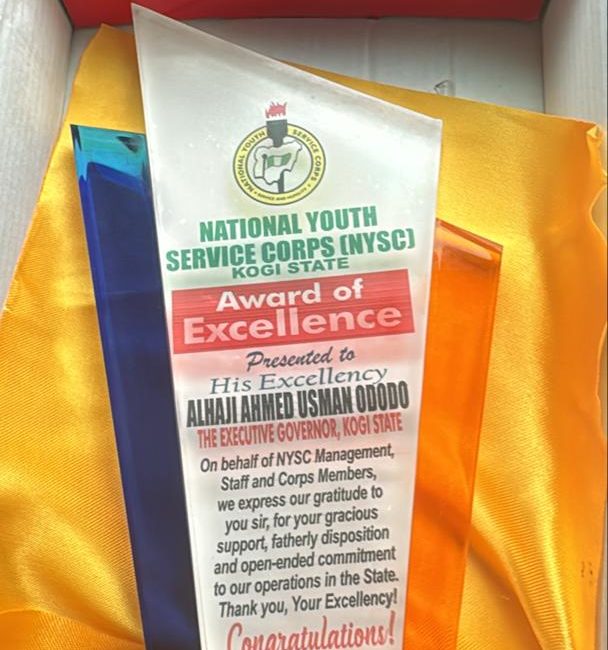 NATIONAL YOUTH SERVICE CORPS
NATIONAL YOUTH
SERVICE CORPS (NYSC)
KOGI STATE
Award of
Excellence
Presented to
His Excellency
ALHAJI AHMED USMAN ODODO
THE EXECUTIVE GOVERNOR, KOGI STATE
On behalf of NYSC Management,
Staff and Corps Members,
we express our gratitude to
you sir, for your gracious
support, fatherly disposition
and open-ended commitment
to our operations in the State.
Thank you, Your Excellency!
Congratulations!